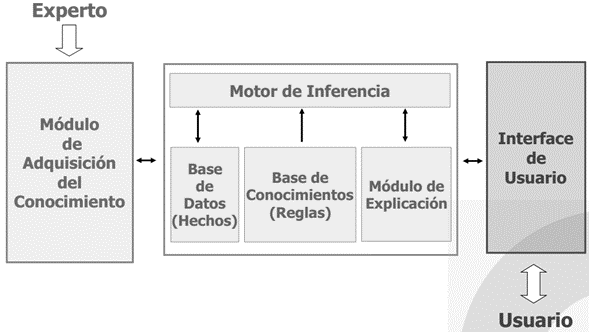 Experto
Módulo
de
Adquisición
del
Conocimiento
Motor de Inferencia
Base
de
Datos
(Hechos)
Base de
Conocimientos
(Reglas)
Módulo de
Explicación
Interface
de
Usuario
Usuario